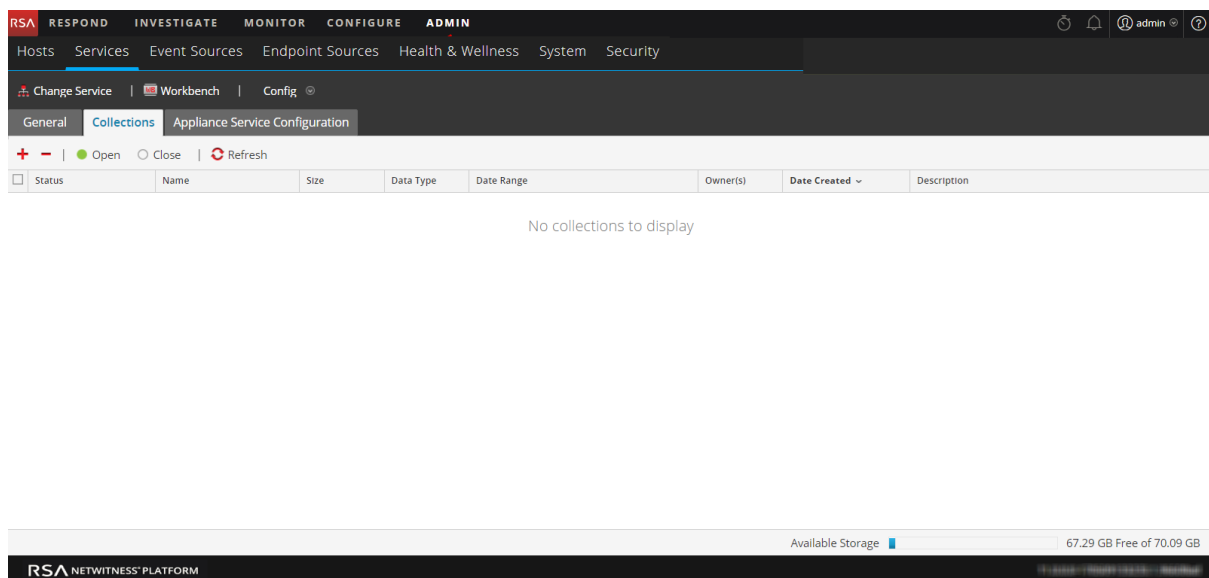 RSA RESPOND INVESTIGATE MONITOR CONFIGURE ADMIN admin ?
Hosts Services Event Sources Endpoint Sources Health & Wellness System Security
Change Service | WB Workbench | Config
General Collections Appliance Service Configuration
+ − | Open Close | Refresh
Status Name Size Data Type Date Range Owner(s) Date Created Description
No collections to display
Available Storage 67.29 GB Free of 70.09 GB
RSA NETWITNESS® PLATFORM